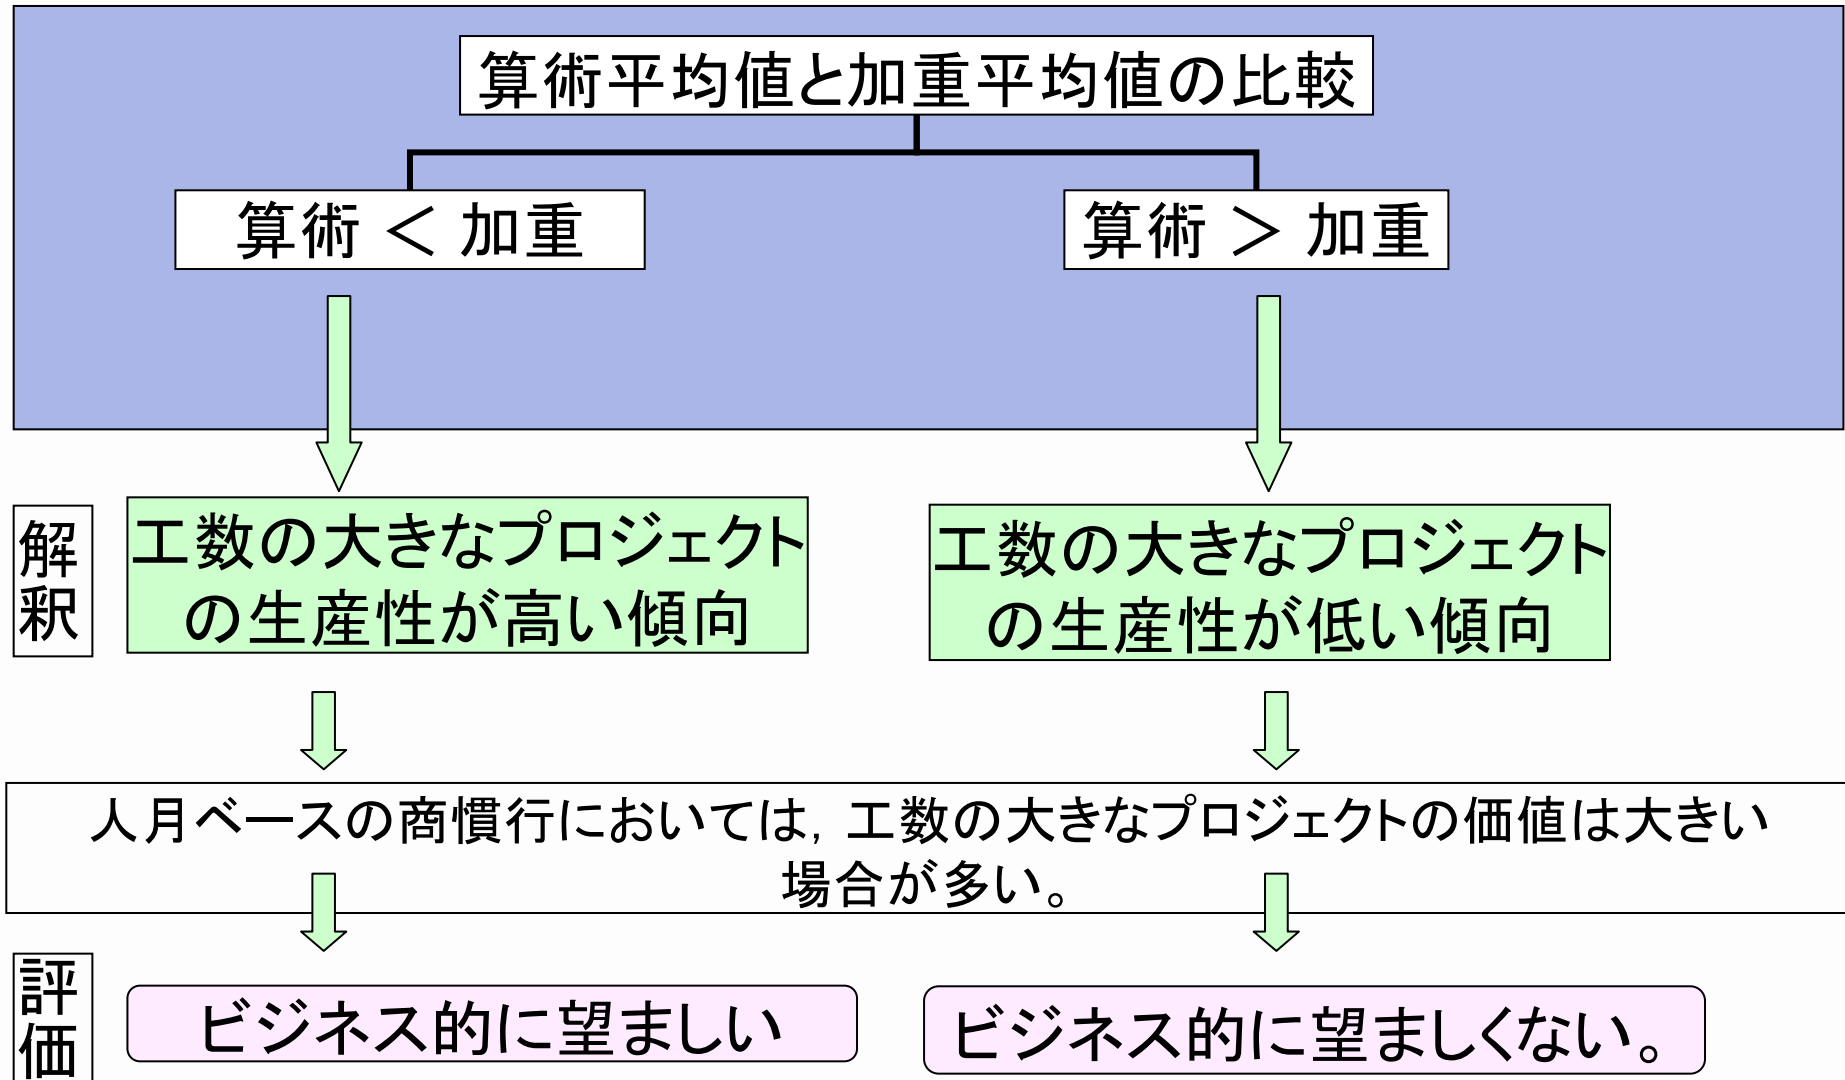 算術平均値と加重平均値の比較
算術 < 加重
算術 > 加重
解釈
工数の大きなプロジェクト
の生産性が高い傾向
工数の大きなプロジェクト
の生産性が低い傾向
人月ベースの商慣行においては, 工数の大きなプロジェクトの価値は大きい
場合が多い。
評価
ビジネス的に望ましい
ビジネス的に望ましくない。